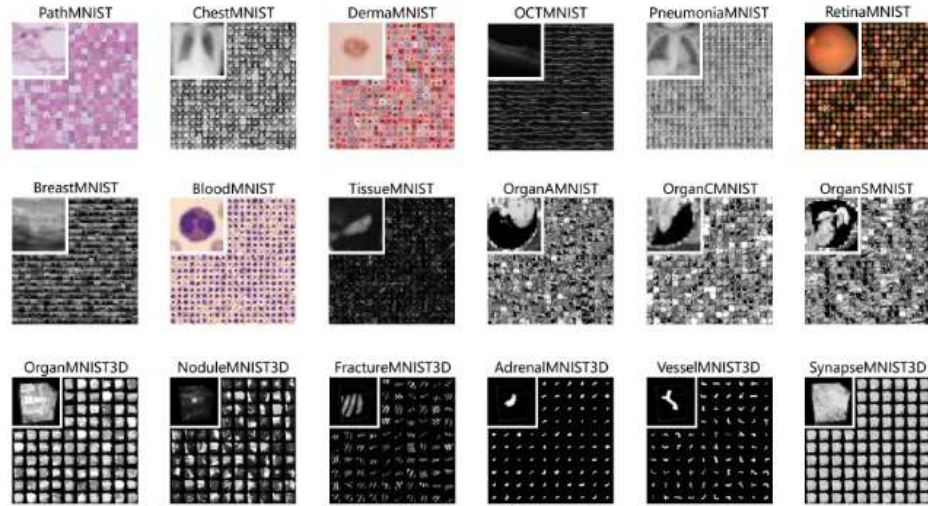 PathMNIST ChestMNIST DermaMNIST OCTMNIST PneumoniaMNIST RetinaMNIST
BreastMNIST BloodMNIST TissueMNIST OrganAMNIST OrganCMNIST OrganSMNIST
OrganMNIST3D NoduleMNIST3D FractureMNIST3D AdrenalMNIST3D VesselMNIST3D SynapseMNIST3D